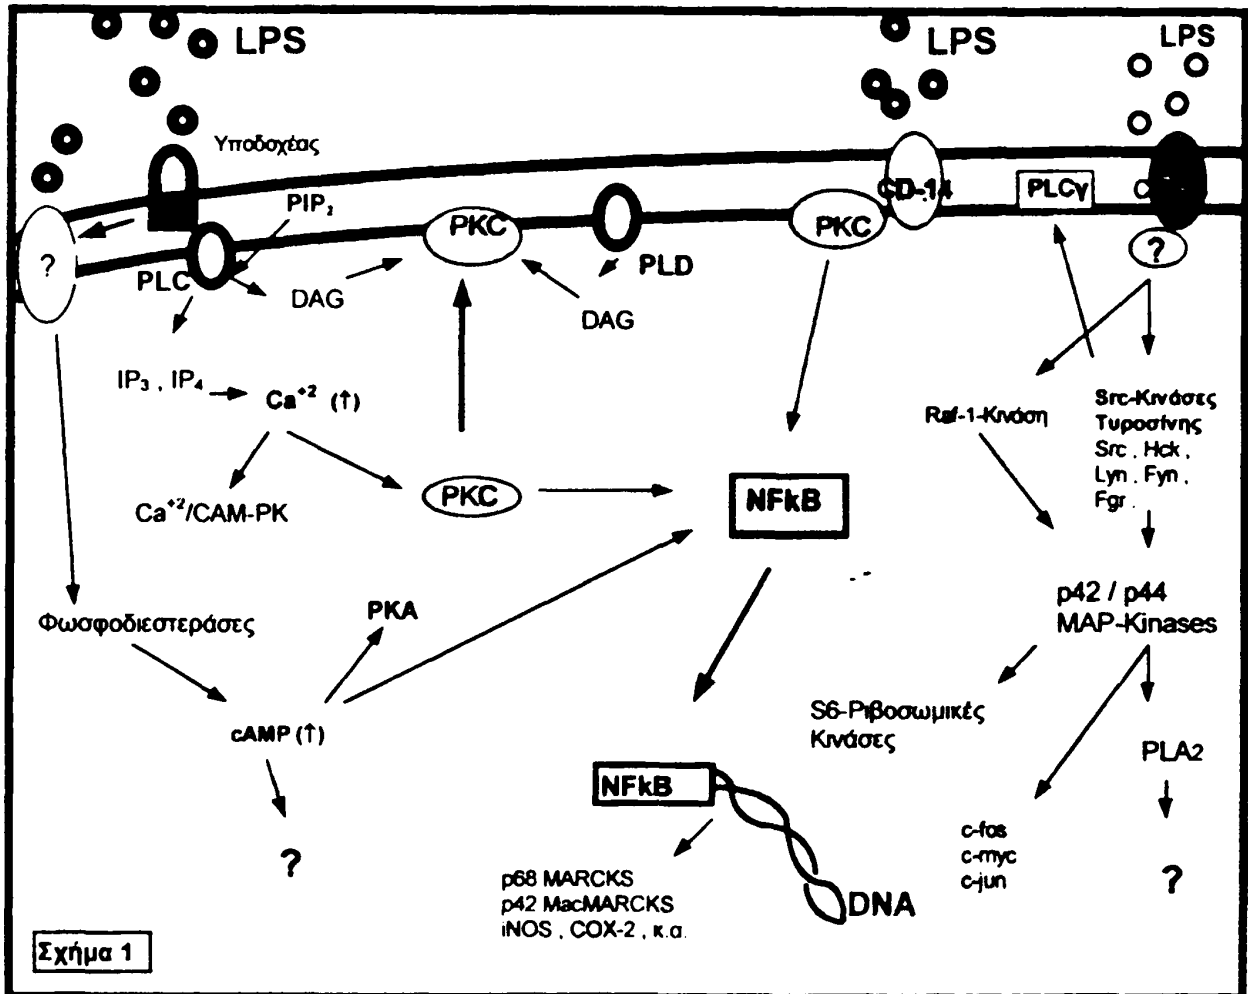 LPS
LPS
LPS
Υποδοχέας
PIP2
PKC
PKC
CD-14
PLCγ
C
?
?
PLC
DAG
PLD
DAG
IP3 , IP4
Ca+2 (↑)
Raf-1-Κινάση
Src-Κινάσες
Τυροσίνης
Src , Hck ,
Lyn , Fyn ,
Fgr .
Ca+2/CAM-PK
PKC
NFkB
Φωσφοδιεστεράσες
PKA
p42 / p44
MAP-Kinases
cAMP (↑)
S6-Ριβοσωμικές
Κινάσες
PLA2
NFkB
?
c-fos
c-myc
c-jun
?
p68 MARCKS
p42 MacMARCKS
iNOS , COX-2 , κ.α.
DNA
Σχήμα 1